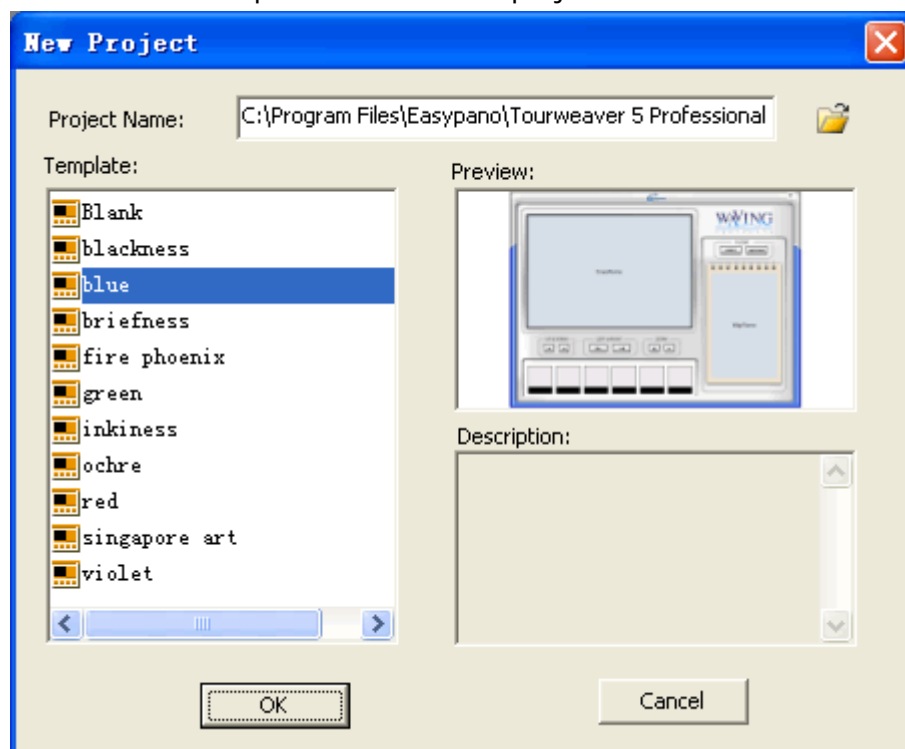 New Project
Project Name:
C:\Program Files\Easypano\Tourweaver 5 Professional
Template:
Blank
blackness
blue
briefness
fire phoenix
green
inkiness
ochre
red
singapore art
violet
Preview:
WAVING
Description:
OK
Cancel